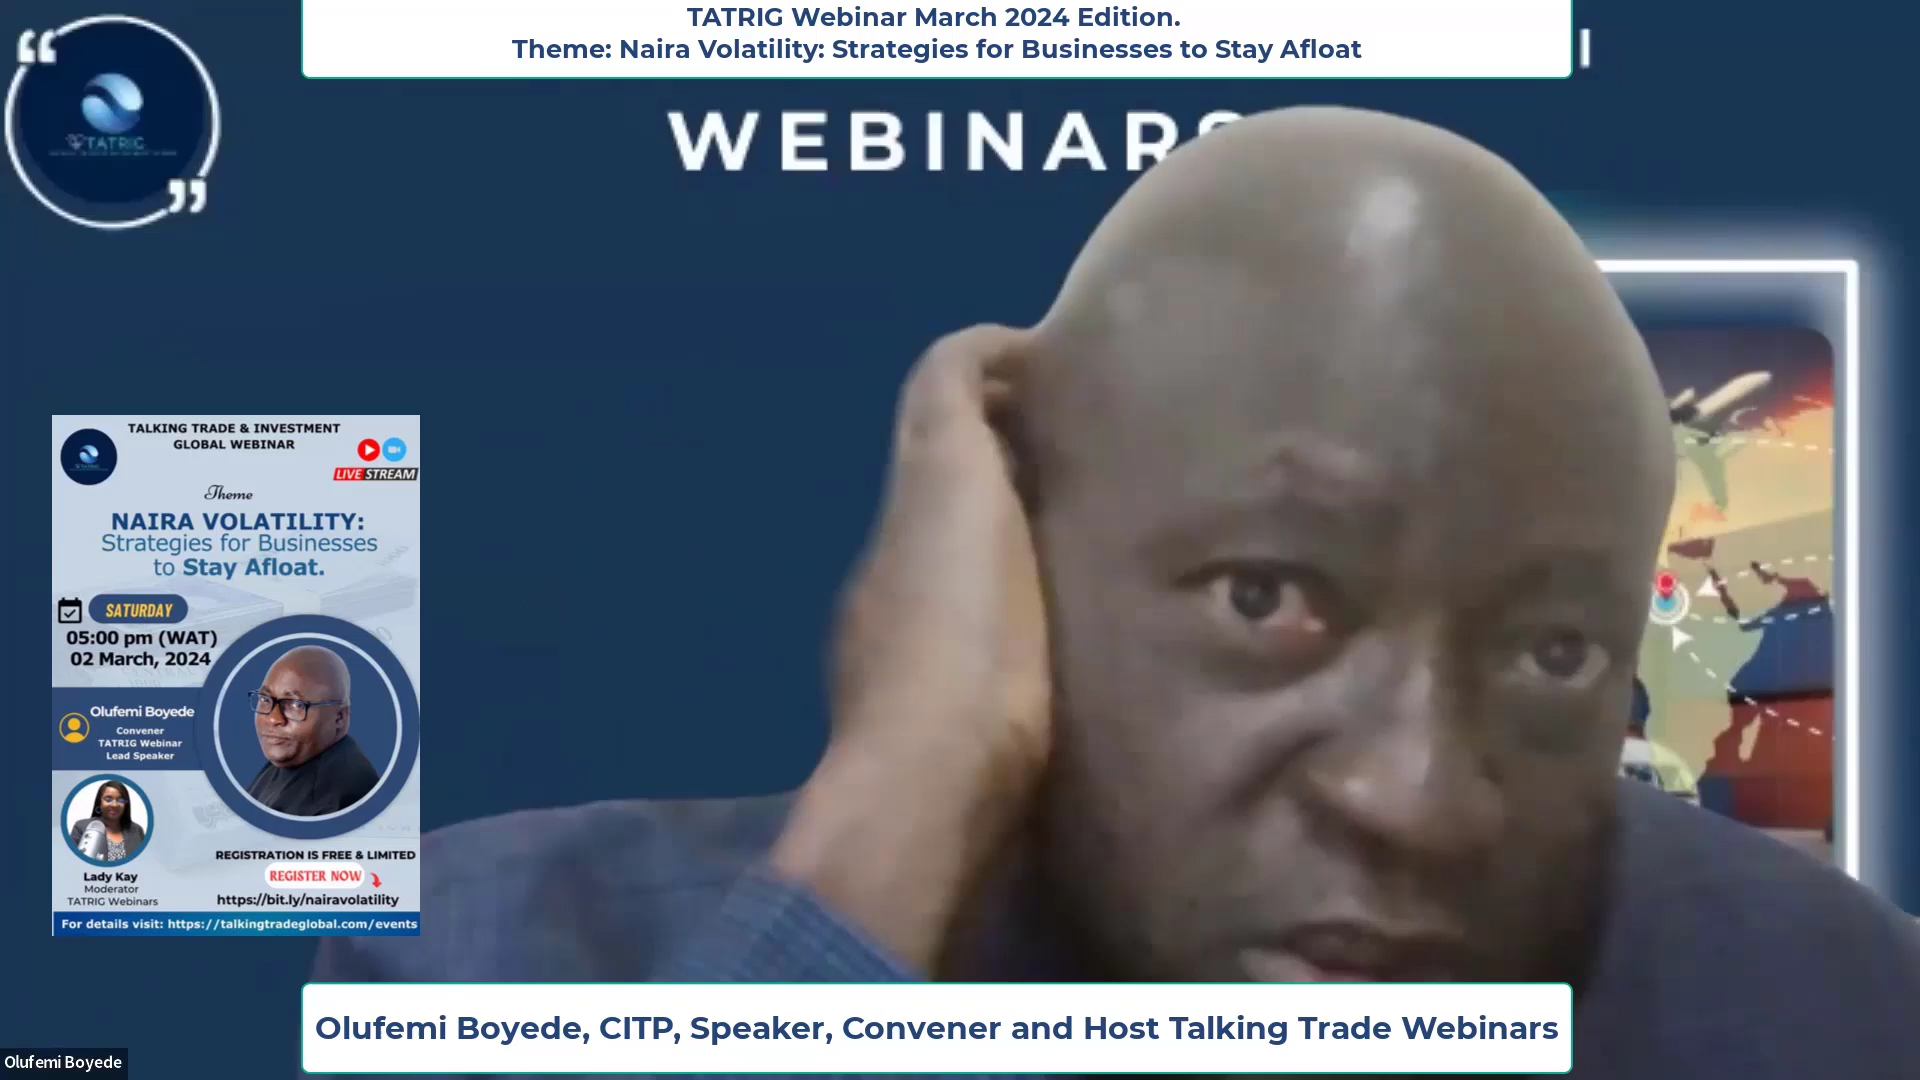 TATRIG Webinar March 2024 Edition.
Theme: Naira Volatility: Strategies for Businesses to Stay Afloat
TATRIG
WEBINARS
TALKING TRADE & INVESTMENT
GLOBAL WEBINAR
LIVE STREAM
Theme
NAIRA VOLATILITY:
Strategies for Businesses
to Stay Afloat.
SATURDAY
05:00 pm (WAT)
02 March, 2024
Olufemi Boyede
Convener
TATRIG Webinar
Lead Speaker
Lady Kay
Moderator
TATRIG Webinars
REGISTRATION IS FREE & LIMITED
REGISTER NOW
https://bit.ly/nairavolatility
For details visit: https://talkingtradeglobal.com/events
Olufemi Boyede, CITP, Speaker, Convener and Host Talking Trade Webinars
Olufemi Boyede